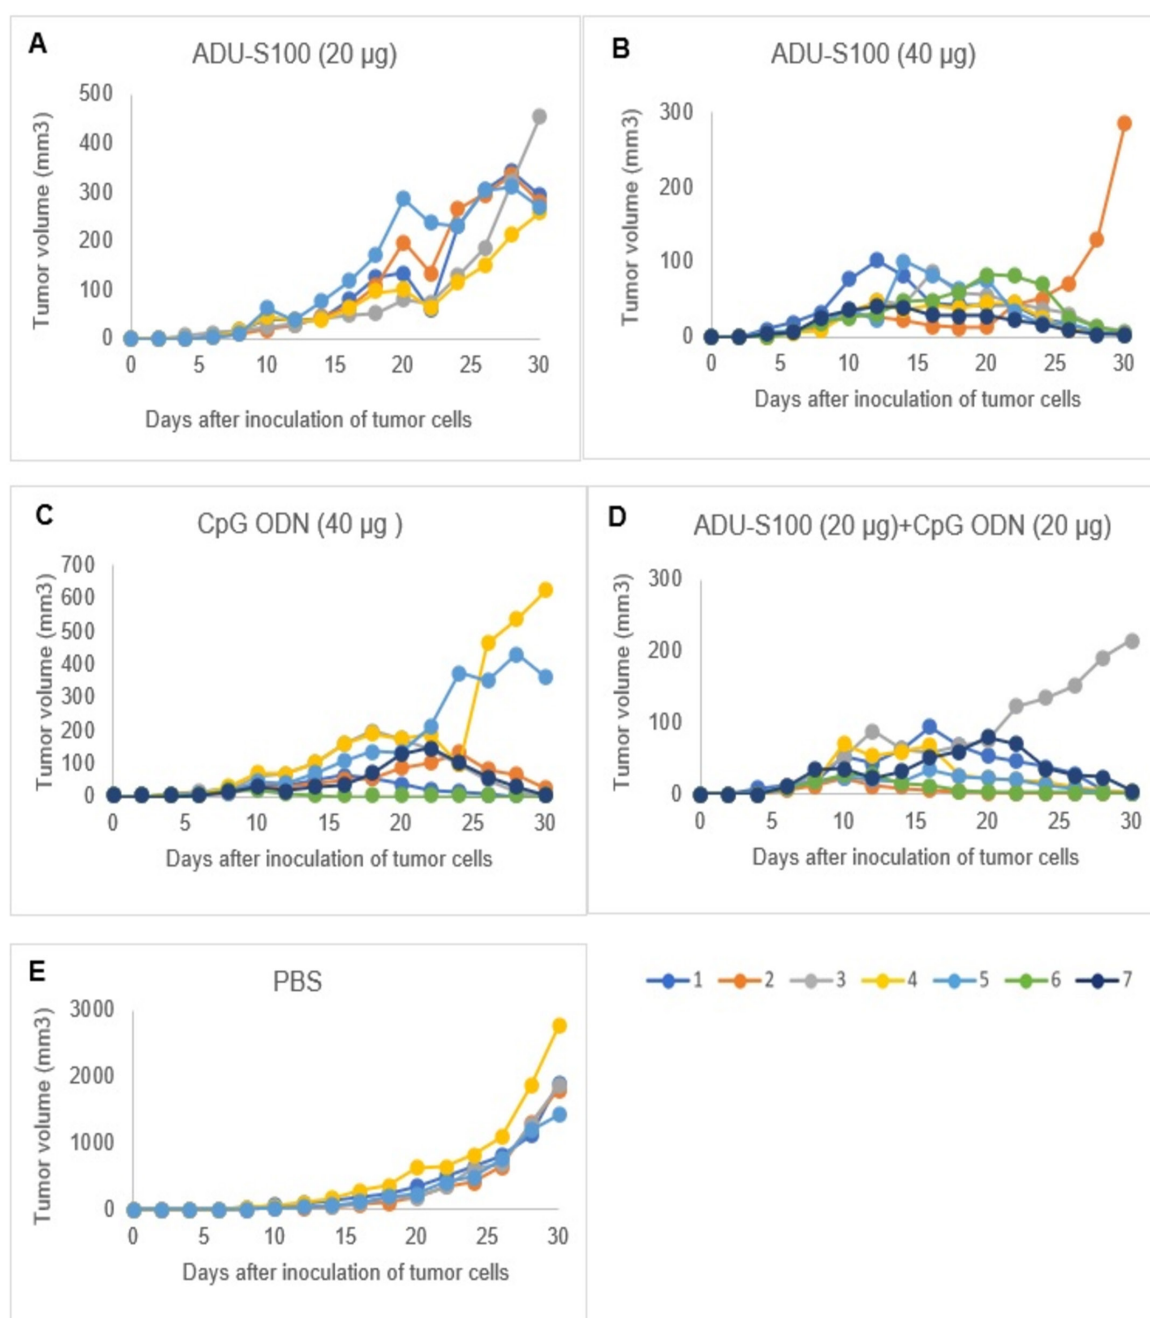 A
ADU-S100 (20 µg)
500
400
300
200
100
0
0 5 10 15 20 25 30
Tumor volume (mm3)
Days after inoculation of tumor cells
B
ADU-S100 (40 µg)
300
200
100
0
0 5 10 15 20 25 30
Tumor volume (mm3)
Days after inoculation of tumor cells
C
CpG ODN (40 µg )
700
600
500
400
300
200
100
0
0 5 10 15 20 25 30
Tumor volume (mm3)
Days after inoculation of tumor cells
D
ADU-S100 (20 µg)+CpG ODN (20 µg)
300
200
100
0
0 5 10 15 20 25 30
Tumor volume (mm3)
Days after inoculation of tumor cells
E
PBS
3000
2000
1000
0
0 5 10 15 20 25 30
Tumor volume (mm3)
Days after inoculation of tumor cells
1 2 3 4 5 6 7